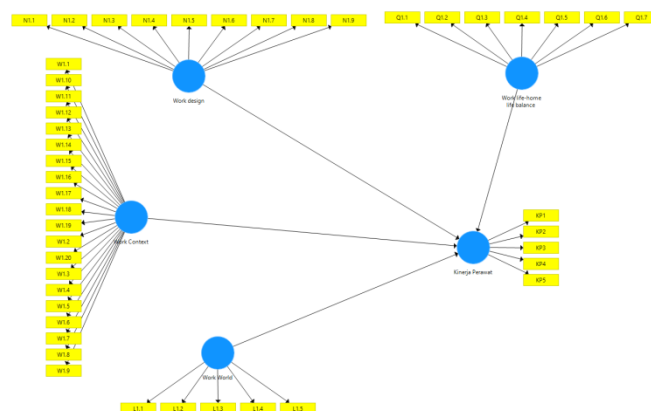 N1.1
N1.2
N1.3
N1.4
N1.5
N1.6
N1.7
N1.8
N1.9
Q1.1
Q1.2
Q1.3
Q1.4
Q1.5
Q1.6
Q1.7
Work design
Work life-home
life balance
W1.1
W1.10
W1.11
W1.12
W1.13
W1.14
W1.15
W1.16
W1.17
W1.18
W1.19
W1.2
W1.20
W1.3
W1.4
W1.5
W1.6
W1.7
W1.8
W1.9
Work Context
KP1
KP2
KP3
KP4
KP5
Kinerja Perawat
Work World
L1.1
L1.2
L1.3
L1.4
L1.5